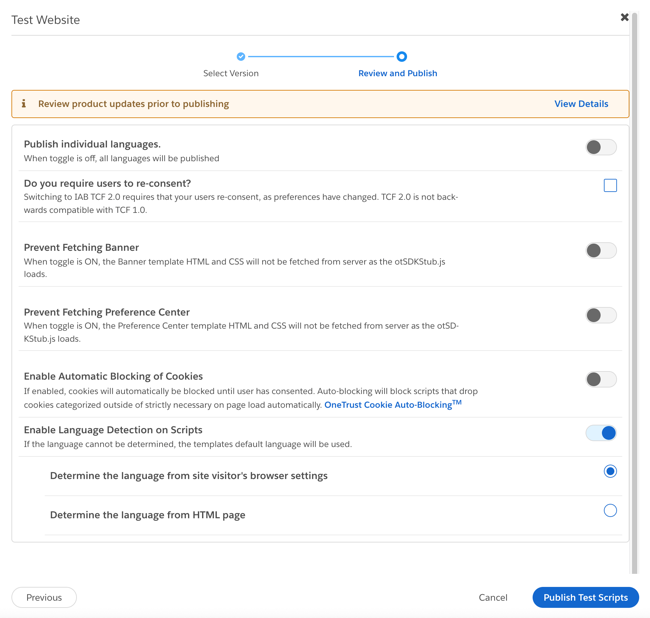 Test Website
Select Version
Review and Publish
Review product updates prior to publishing
View Details
Publish individual languages.
When toggle is off, all languages will be published
Do you require users to re-consent?
Switching to IAB TCF 2.0 requires that your users re-consent, as preferences have changed. TCF 2.0 is not back-
wards compatible with TCF 1.0.
Prevent Fetching Banner
When toggle is ON, the Banner template HTML and CSS will not be fetched from server as the otSDKStub.js
loads.
Prevent Fetching Preference Center
When toggle is ON, the Preference Center template HTML and CSS will not be fetched from server as the otSD-
KStub.js loads.
Enable Automatic Blocking of Cookies
If enabled, cookies will automatically be blocked until user has consented. Auto-blocking will block scripts that drop
cookies categorized outside of strictly necessary on page load automatically. OneTrust Cookie Auto-Blocking™
Enable Language Detection on Scripts
If the language cannot be determined, the templates default language will be used.
Determine the language from site visitor's browser settings
Determine the language from HTML page
Previous
Cancel
Publish Test Scripts